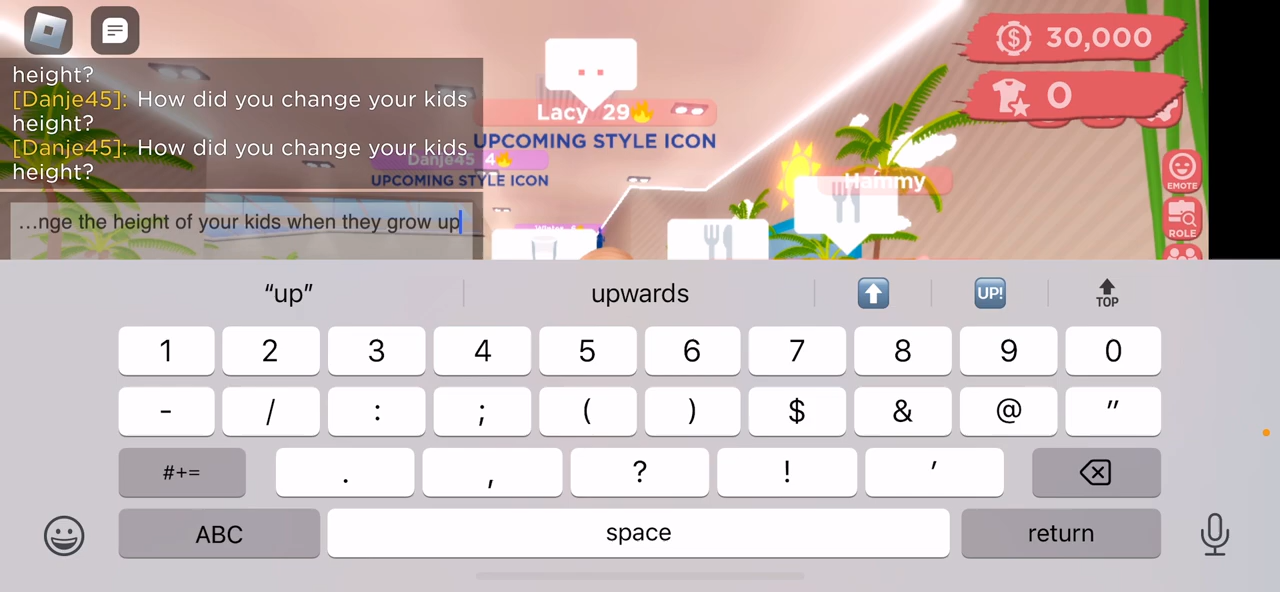 height?
[Danje45]: How did you change your kids
height?
[Danje45]: How did you change your kids
height?
...nge the height of your kids when they grow up
Lacy 29🔥
UPCOMING STYLE ICON
Danje45 4🔥
UPCOMING STYLE ICON
Hammy
30,000
0
EMOTE
ROLE
“up”
upwards
UP!
TOP
1 2 3 4 5 6 7 8 9 0
- / : ; ( ) $ & @ "
#+= . , ? ! '
ABC space return